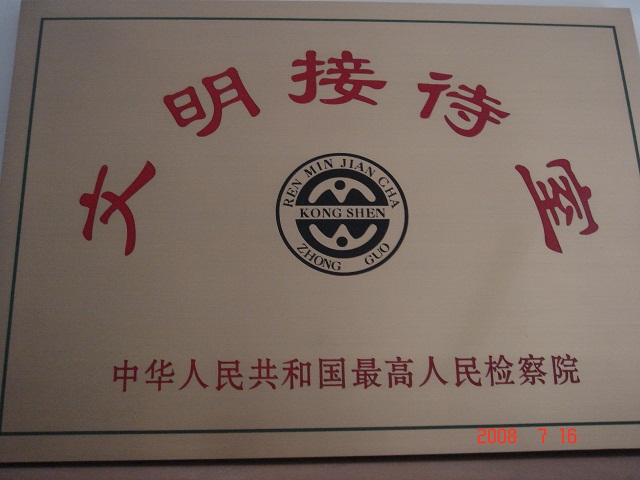 文明接待室
REN MIN JIAN CHA
KONG SHEN
ZHONG GUO
中华人民共和国最高人民检察院
2008 7 16